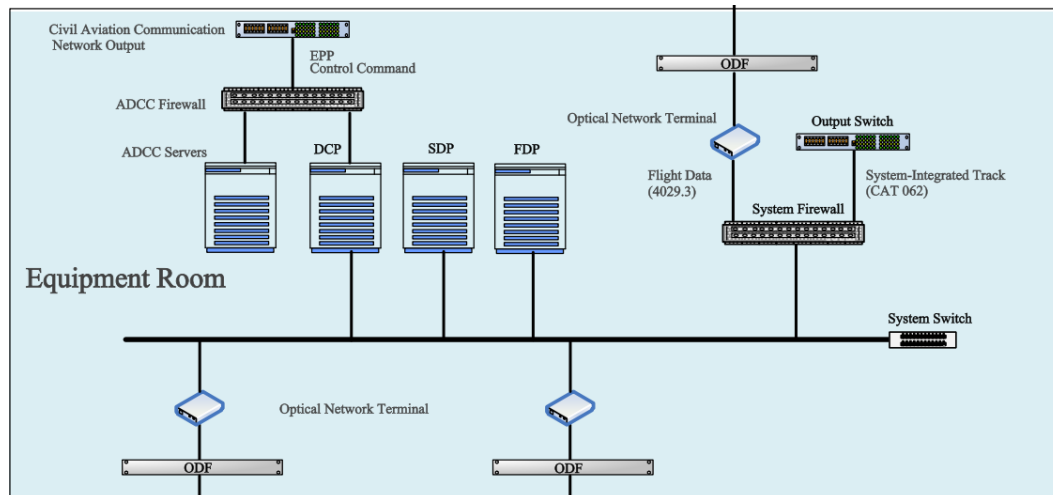 Civil Aviation Communication
Network Output
EPP
Control Command
ADCC Firewall
ADCC Servers
DCP
SDP
FDP
ODF
Optical Network Terminal
Output Switch
Flight Data
(4029.3)
System-Integrated Track
(CAT 062)
System Firewall
Equipment Room
System Switch
Optical Network Terminal
ODF
ODF